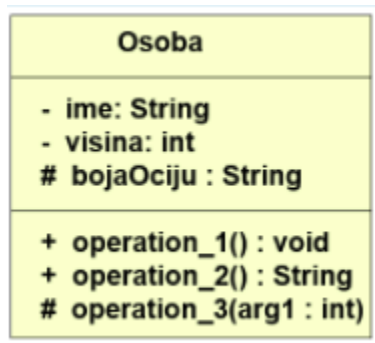 Osoba
- ime: String
- visina: int
# bojaOciju : String
+ operation_1() : void
+ operation_2() : String
# operation_3(arg1 : int)